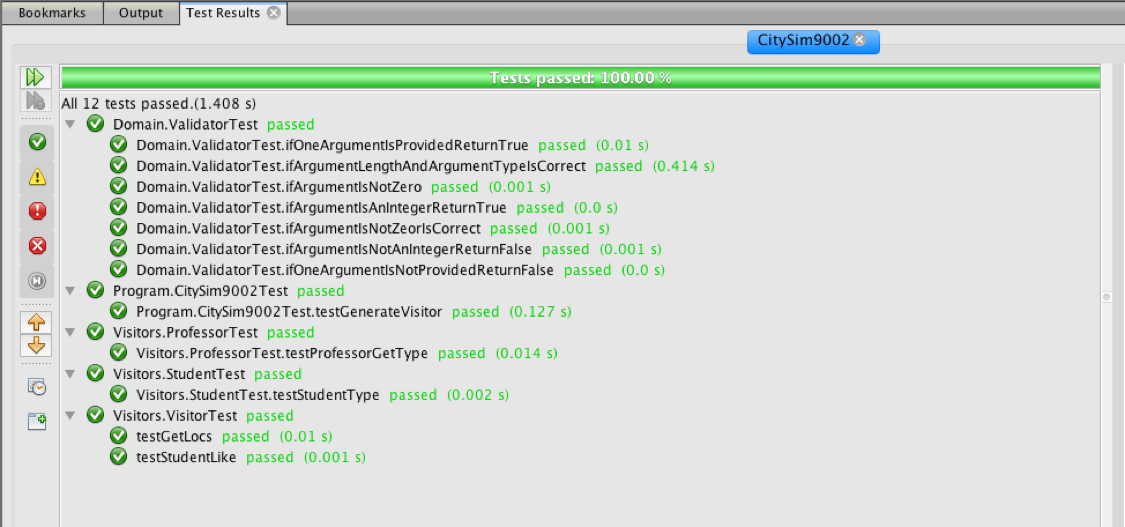 Bookmarks Output Test Results
CitySim9002
Tests passed: 100.00 %
All 12 tests passed.(1.408 s)
Domain.ValidatorTest passed
Domain.ValidatorTest.ifOneArgumentIsProvidedReturnTrue passed (0.01 s)
Domain.ValidatorTest.ifArgumentLengthAndArgumentTypeIsCorrect passed (0.414 s)
Domain.ValidatorTest.ifArgumentIsNotZero passed (0.001 s)
Domain.ValidatorTest.ifArgumentIsAnIntegerReturnTrue passed (0.0 s)
Domain.ValidatorTest.ifArgumentIsNotZeorIsCorrect passed (0.001 s)
Domain.ValidatorTest.ifArgumentIsNotAnIntegerReturnFalse passed (0.001 s)
Domain.ValidatorTest.ifOneArgumentIsNotProvidedReturnFalse passed (0.0 s)
Program.CitySim9002Test passed
Program.CitySim9002Test.testGenerateVisitor passed (0.127 s)
Visitors.ProfessorTest passed
Visitors.ProfessorTest.testProfessorGetType passed (0.014 s)
Visitors.StudentTest passed
Visitors.StudentTest.testStudentType passed (0.002 s)
Visitors.VisitorTest passed
testGetLocs passed (0.01 s)
testStudentLike passed (0.001 s)